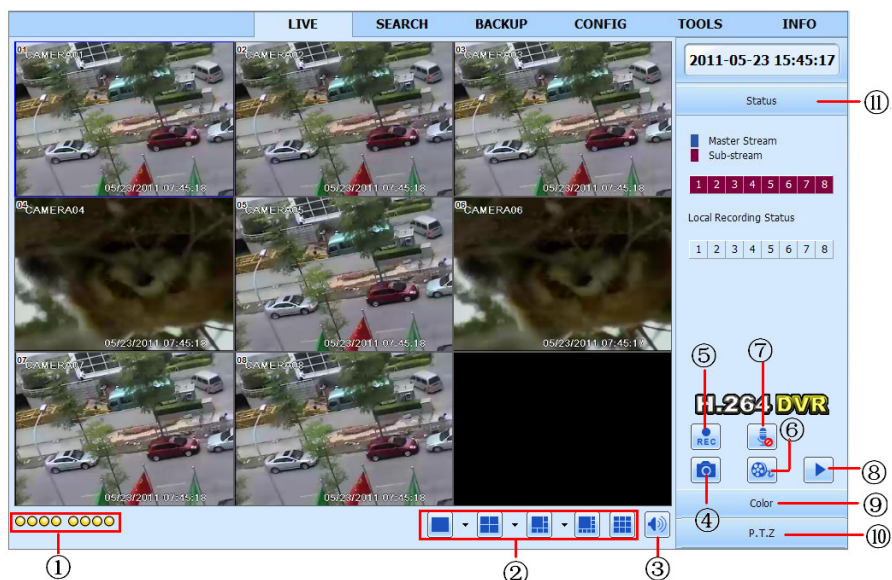 LIVE SEARCH BACKUP CONFIG TOOLS INFO
01 CAMERA01
02 CAMERA02
03 CAMERA03
2011-05-23 15:45:17
Status
⑪
Master Stream
Sub-stream
1 2 3 4 5 6 7 8
Local Recording Status
1 2 3 4 5 6 7 8
05/23/2011 07:45:18
05/23/2011 07:45:18
05/23/2011 07:45:18
04 CAMERA04
05 CAMERA05
06 CAMERA06
05/23/2011 07:45:18
05/23/2011 07:45:18
05/23/2011 07:45:18
07 CAMERA07
08 CAMERA08
05/23/2011 07:45:18
05/23/2011 07:45:18
⑤
⑦
H.264 DVR
REC
⑥
④
⑧
Color
⑨
P.T.Z
⑩
①
②
③